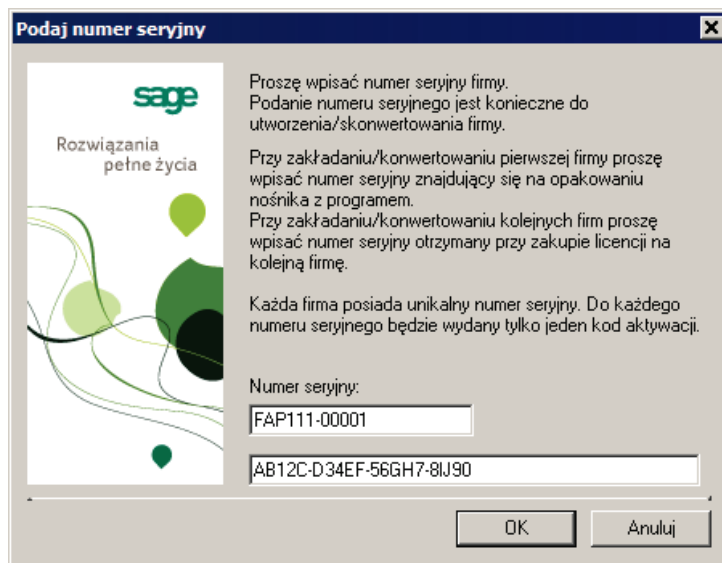 Podaj numer seryjny
sage
Rozwiązania
pełne życia
Proszę wpisać numer seryjny firmy.
Podanie numeru seryjnego jest konieczne do
utworzenia/skonwertowania firmy.
Przy zakładaniu/konwertowaniu pierwszej firmy proszę
wpisać numer seryjny znajdujący się na opakowaniu
nośnika z programem.
Przy zakładaniu/konwertowaniu kolejnych firm proszę
wpisać numer seryjny otrzymany przy zakupie licencji na
kolejną firmę.
Każda firma posiada unikalny numer seryjny. Do każdego
numeru seryjnego będzie wydany tylko jeden kod aktywacji.
Numer seryjny:
FAP111-00001
AB12C-D34EF-56GH7-8IJ90
OK
Anuluj